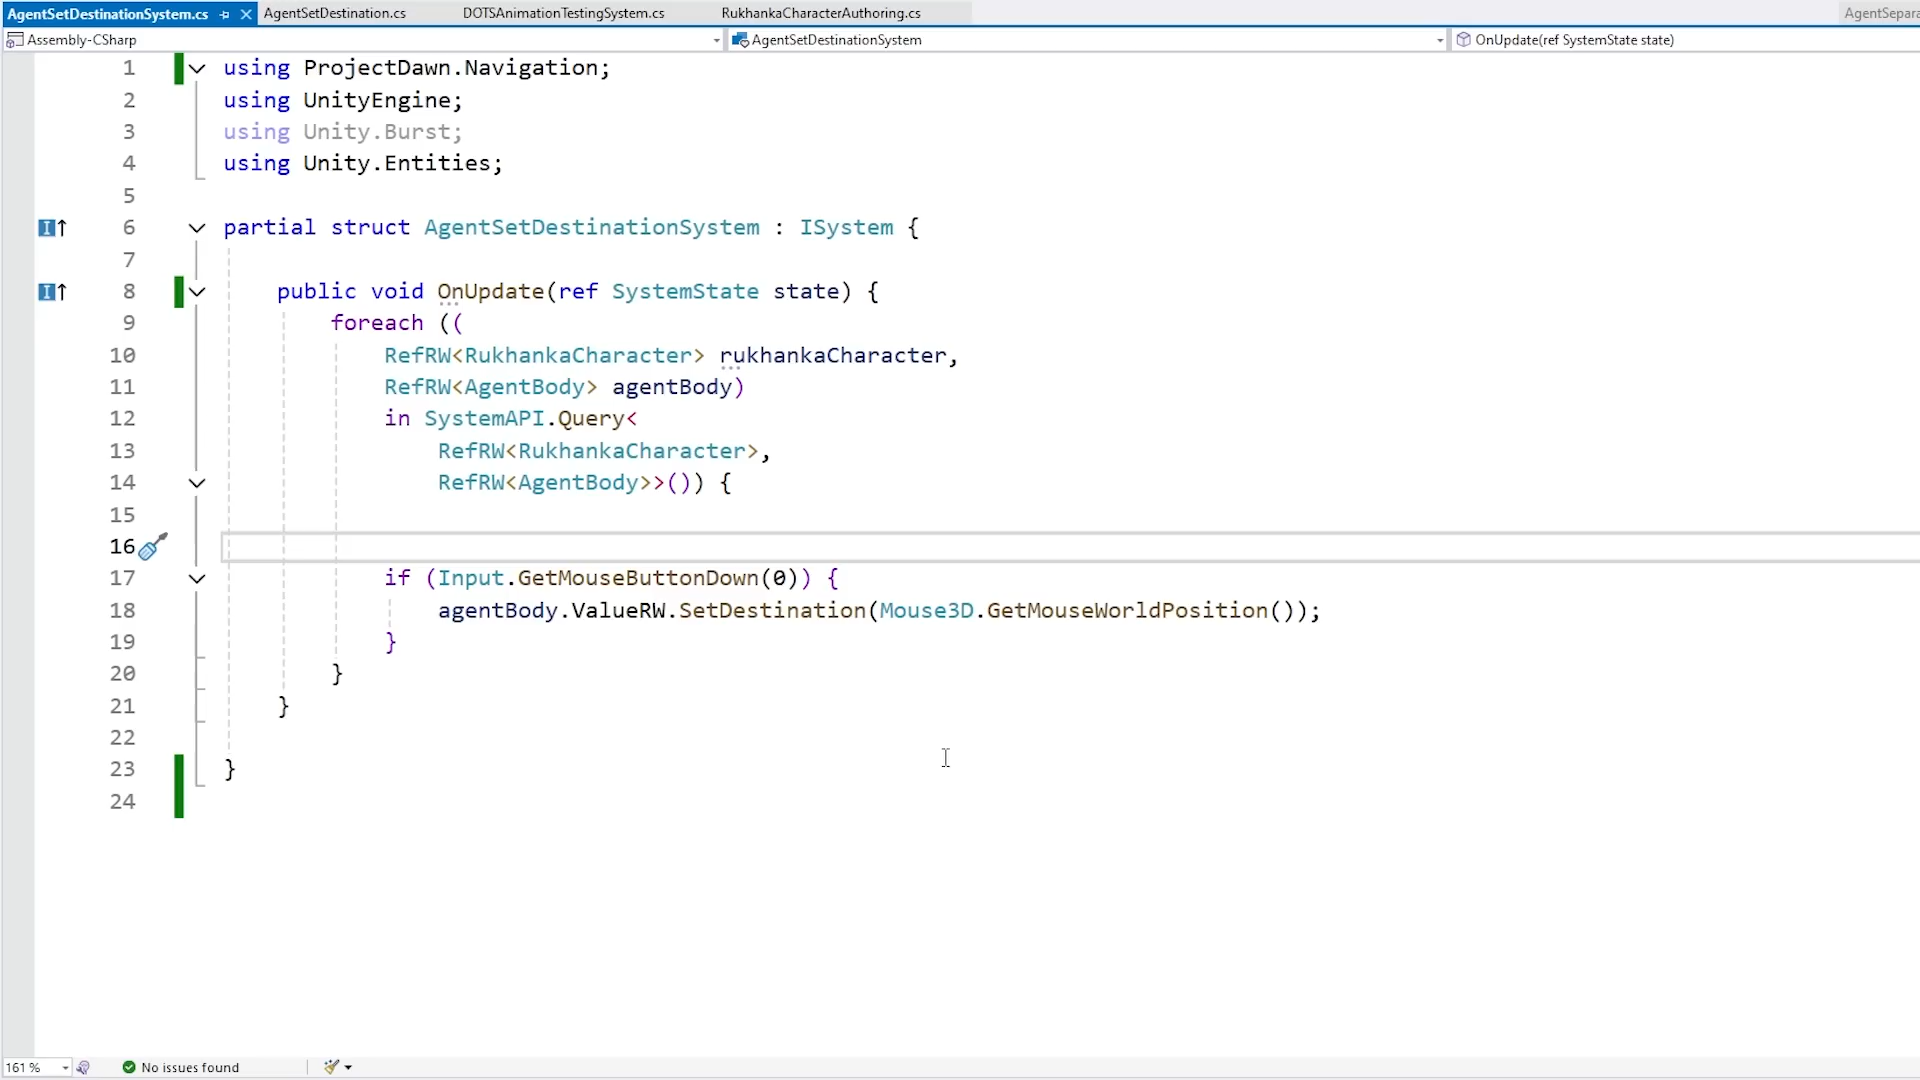 AgentSetDestinationSystem.cs AgentSetDestination.cs DOTSAnimationTestingSystem.cs RukhankaCharacterAuthoring.cs AgentSepara
Assembly-CSharp AgentSetDestinationSystem OnUpdate(ref SystemState state)
1 using ProjectDawn.Navigation;
2 using UnityEngine;
3 using Unity.Burst;
4 using Unity.Entities;
5
6 partial struct AgentSetDestinationSystem : ISystem {
7
8 public void OnUpdate(ref SystemState state) {
9 foreach ((
10 RefRW<RukhankaCharacter> rukhankaCharacter,
11 RefRW<AgentBody> agentBody)
12 in SystemAPI.Query<
13 RefRW<RukhankaCharacter>,
14 RefRW<AgentBody>>()) {
15
16
17 if (Input.GetMouseButtonDown(0)) {
18 agentBody.ValueRW.SetDestination(Mouse3D.GetMouseWorldPosition());
19 }
20 }
21 }
22
23 }
24
161 % No issues found